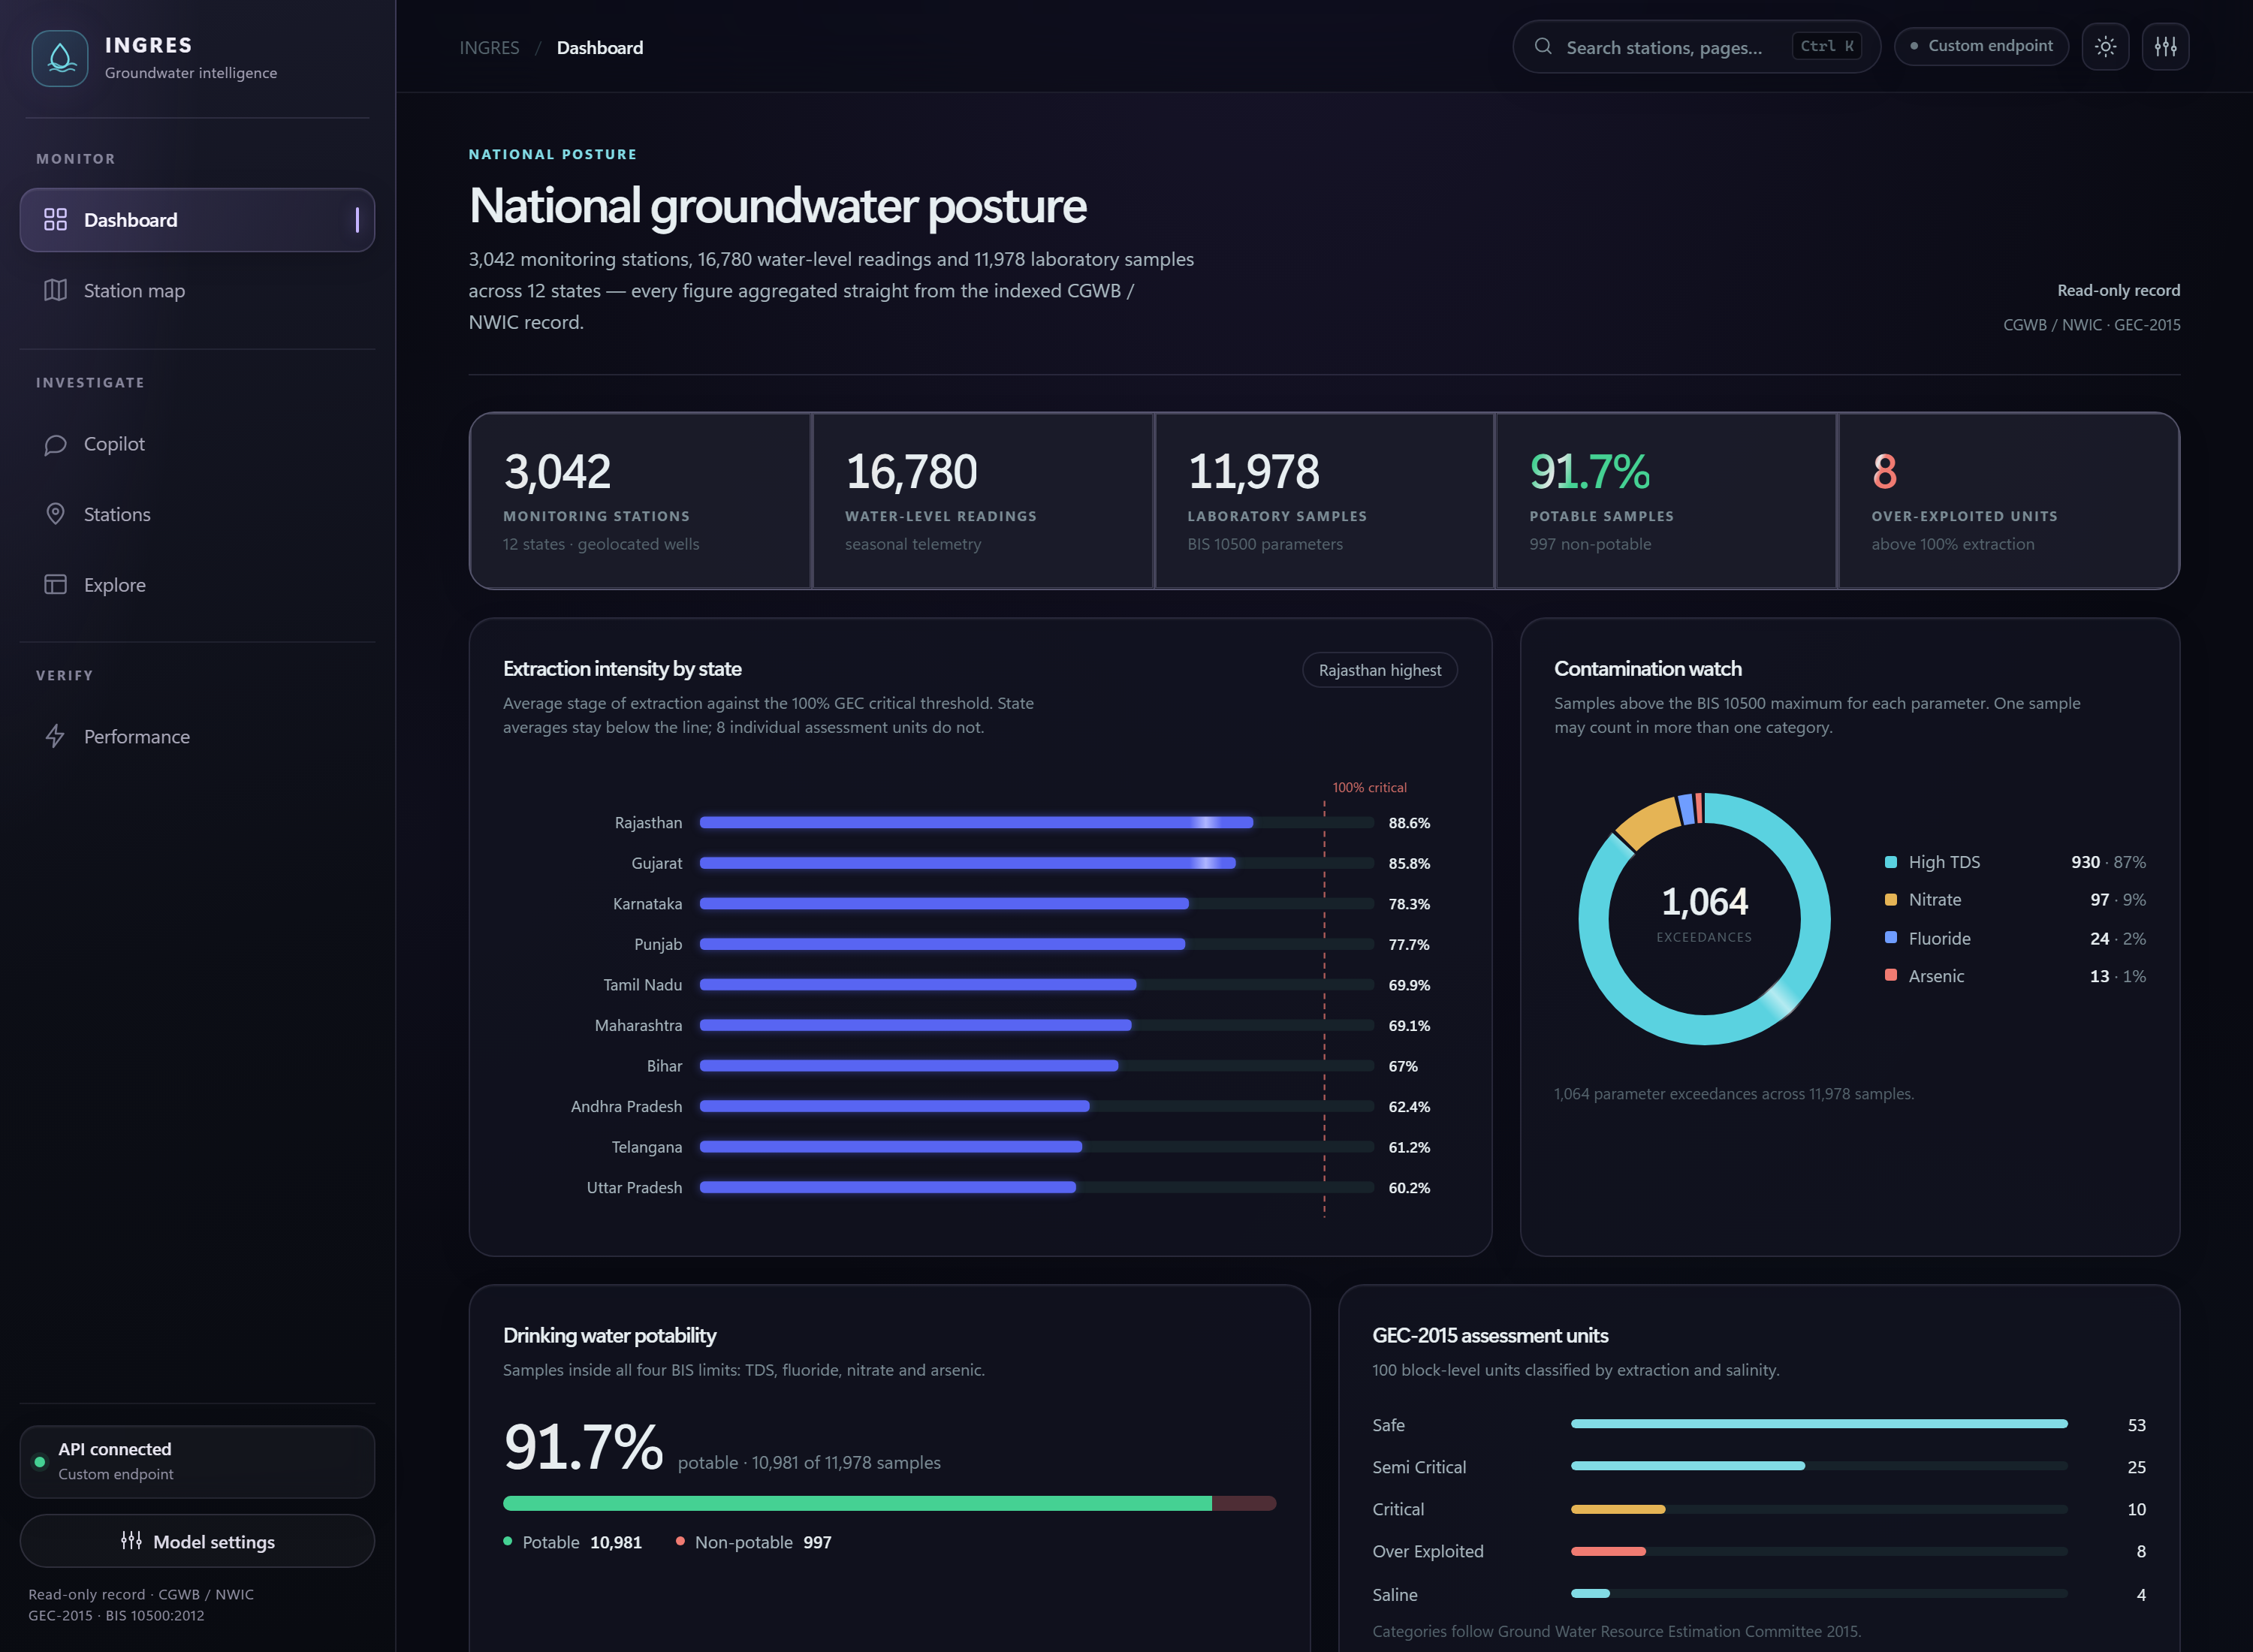 INGRES
Groundwater intelligence
MONITOR
Dashboard
Station map
INVESTIGATE
Copilot
Stations
Explore
VERIFY
Performance
API connected
Custom endpoint
Model settings
Read-only record · CGWB / NWIC
GEC-2015 · BIS 10500:2012
INGRES / Dashboard
Search stations, pages... Ctrl K
Custom endpoint
NATIONAL POSTURE
National groundwater posture
3,042 monitoring stations, 16,780 water-level readings and 11,978 laboratory samples
across 12 states — every figure aggregated straight from the indexed CGWB /
NWIC record.
Read-only record
CGWB / NWIC · GEC-2015
3,042
MONITORING STATIONS
12 states · geolocated wells
16,780
WATER-LEVEL READINGS
seasonal telemetry
11,978
LABORATORY SAMPLES
BIS 10500 parameters
91.7%
POTABLE SAMPLES
997 non-potable
8
OVER-EXPLOITED UNITS
above 100% extraction
Extraction intensity by state
Rajasthan highest
Average stage of extraction against the 100% GEC critical threshold. State
averages stay below the line; 8 individual assessment units do not.
100% critical
Rajasthan 88.6%
Gujarat 85.8%
Karnataka 78.3%
Punjab 77.7%
Tamil Nadu 69.9%
Maharashtra 69.1%
Bihar 67%
Andhra Pradesh 62.4%
Telangana 61.2%
Uttar Pradesh 60.2%
Contamination watch
Samples above the BIS 10500 maximum for each parameter. One sample
may count in more than one category.
1,064
EXCEEDANCES
High TDS 930 · 87%
Nitrate 97 · 9%
Fluoride 24 · 2%
Arsenic 13 · 1%
1,064 parameter exceedances across 11,978 samples.
Drinking water potability
Samples inside all four BIS limits: TDS, fluoride, nitrate and arsenic.
91.7% potable · 10,981 of 11,978 samples
Potable 10,981 Non-potable 997
GEC-2015 assessment units
100 block-level units classified by extraction and salinity.
Safe 53
Semi Critical 25
Critical 10
Over Exploited 8
Saline 4
Categories follow Ground Water Resource Estimation Committee 2015.